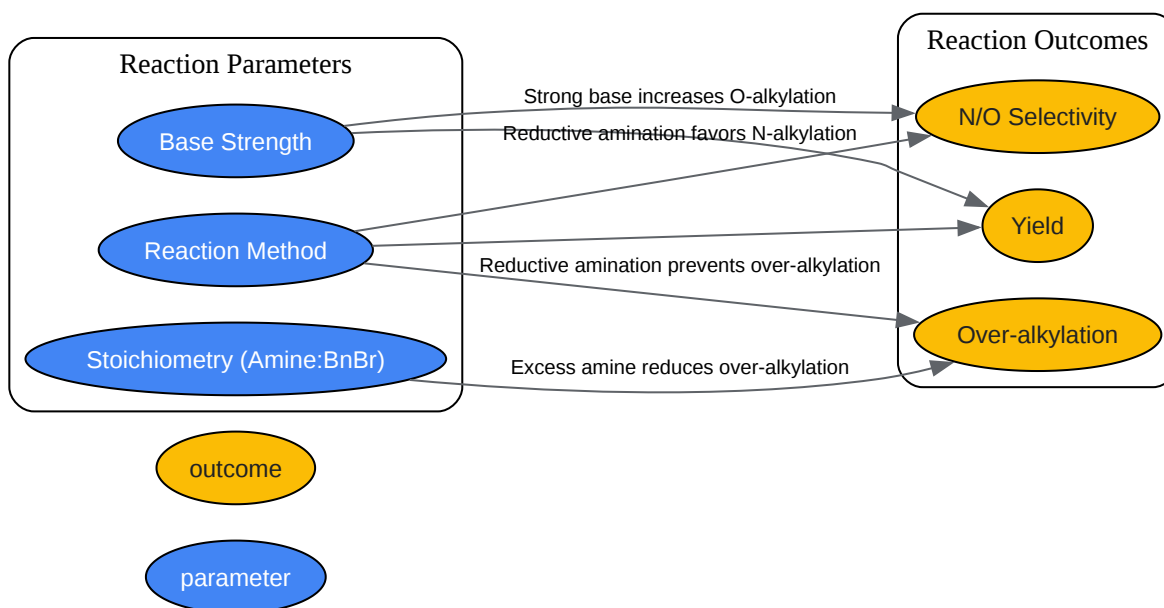 Reaction Parameters
Reaction Outcomes
Base Strength
Strong base increases O-alkylation
N/O Selectivity
Reductive amination favors N-alkylation
Reaction Method
Yield
Reductive amination prevents over-alkylation
Stoichiometry (Amine:BnBr)
Excess amine reduces over-alkylation
Over-alkylation
outcome
parameter